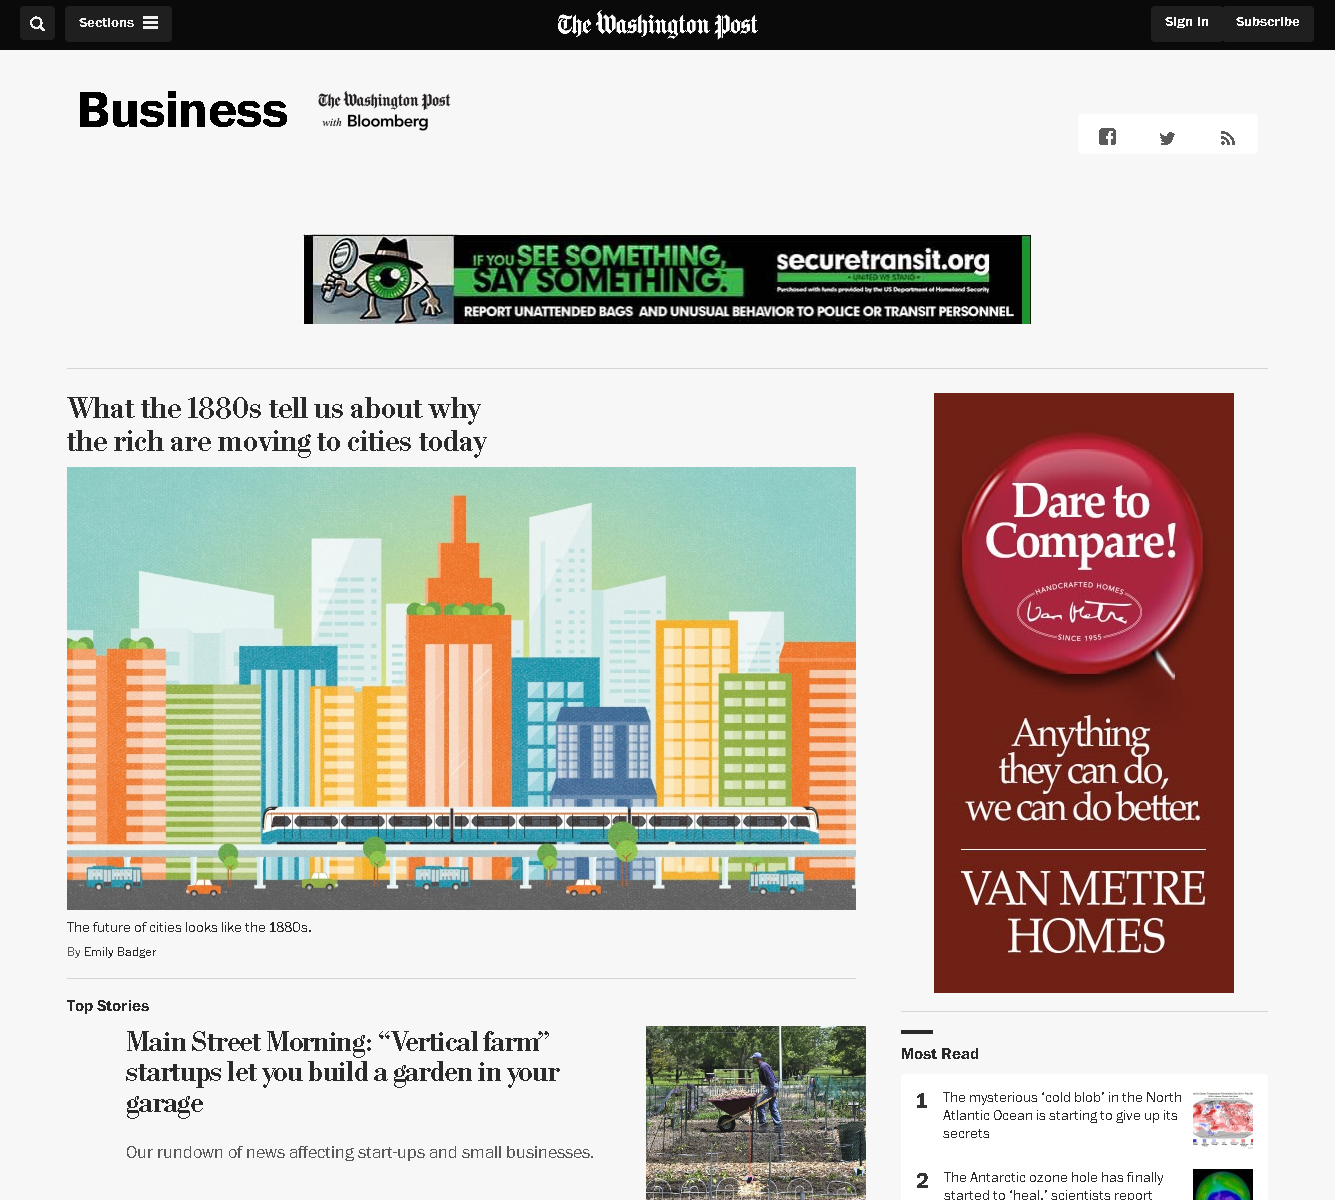 Sections
The Washington Post
Sign In
Subscribe
Business
The Washington Post
with Bloomberg
IF YOU SEE SOMETHING,
SAY SOMETHING.
securetransit.org
- UNITED WE STAND -
Purchased with funds provided by the US Department of Homeland Security
REPORT UNATTENDED BAGS AND UNUSUAL BEHAVIOR TO POLICE OR TRANSIT PERSONNEL
What the 1880s tell us about why
the rich are moving to cities today
The future of cities looks like the 1880s.
By Emily Badger
Top Stories
Main Street Morning: “Vertical farm”
startups let you build a garden in your
garage
Our rundown of news affecting start-ups and small businesses.
Dare to
Compare!
HANDCRAFTED HOMES
Van Metre
SINCE 1955
Anything
they can do,
we can do better.
VAN METRE
HOMES
Most Read
1 The mysterious ‘cold blob’ in the North
Atlantic Ocean is starting to give up its
secrets
2 The Antarctic ozone hole has finally
started to ‘heal,’ scientists report